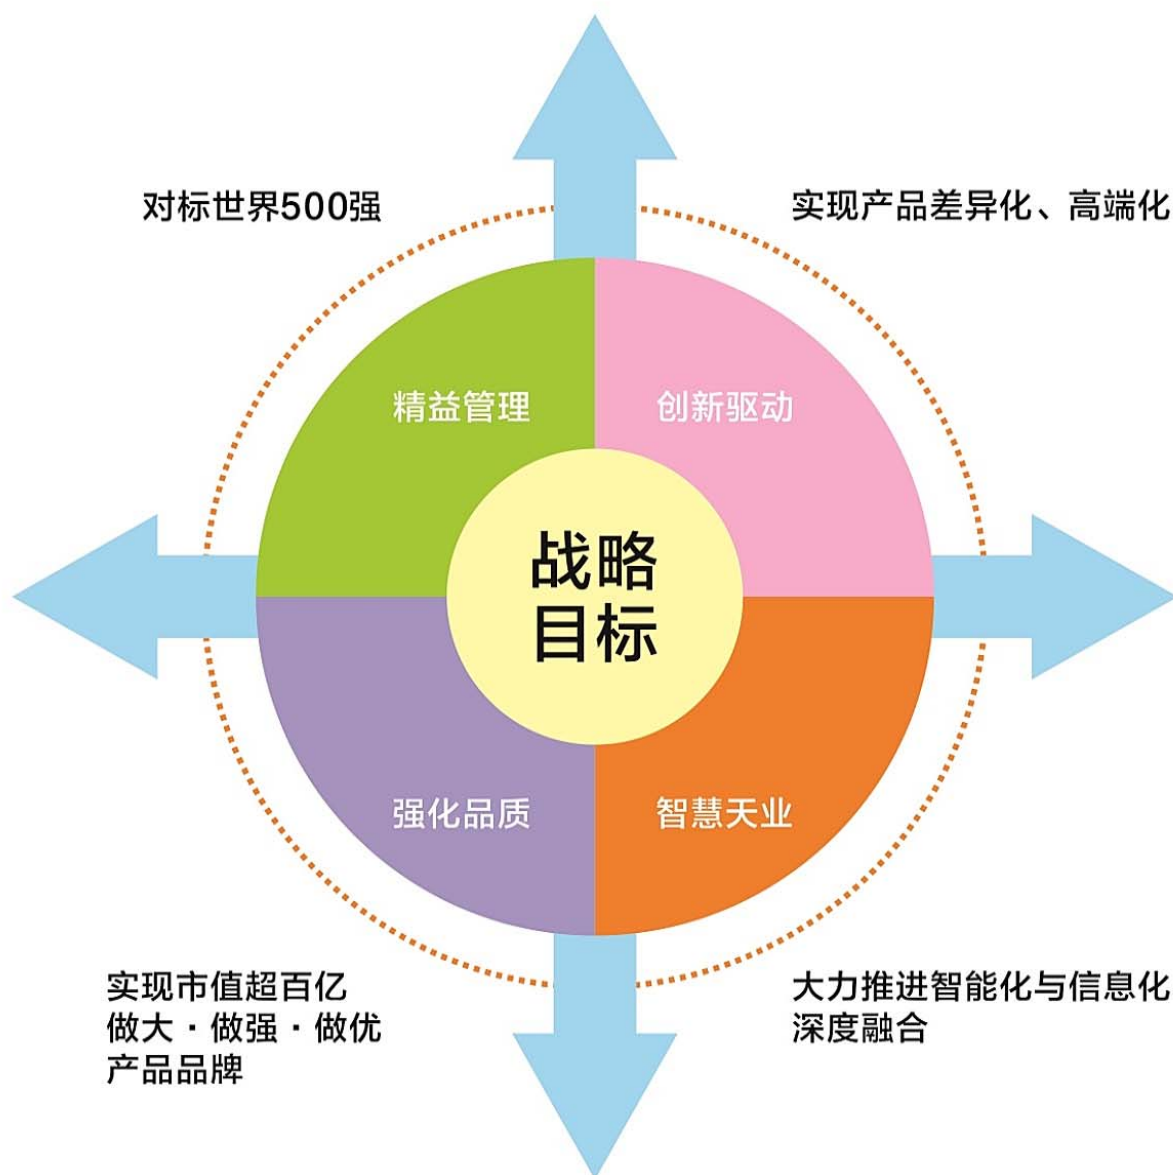 对标世界500强
实现产品差异化、高端化
精益管理
创新驱动
战略
目标
强化品质
智慧天业
实现市值超百亿
做大·做强·做优
产品品牌
大力推进智能化与信息化
深度融合